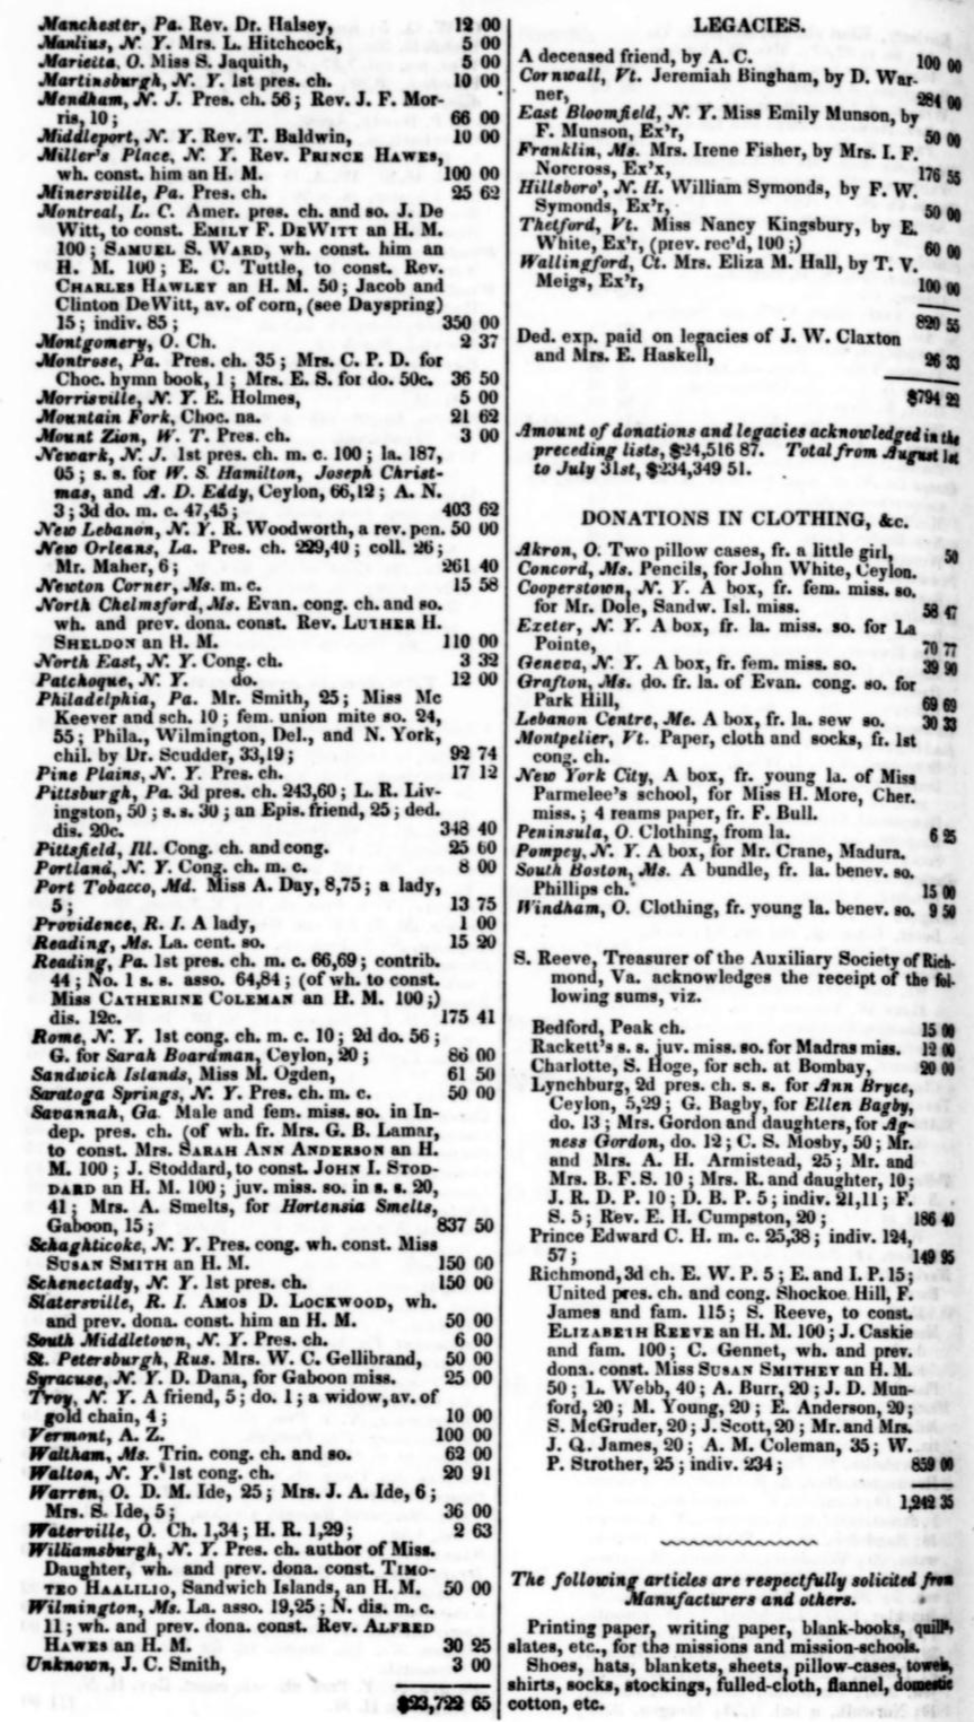 Manchester, Pa. Rev. Dr. Halsey, 12 00
Manlius, N. Y. Mrs. L. Hitchcock, 5 00
Marietta, O. Miss S. Jaquith, 5 00
Martinsburgh, N. Y. 1st pres. ch. 10 00
Mendham, N. J. Pres. ch. 56; Rev. J. F. Mor-
ris, 10; 66 00
Middleport, N. Y. Rev. T. Baldwin, 10 00
Miller's Place, N. Y. Rev. PRINCE HAWES,
wh. const. him an H. M. 100 00
Minersville, Pa. Pres. ch. 25 62
Montreal, L. C. Amer. pres. ch. and so. J. De
Witt, to const. EMILY F. DEWITT an H. M.
100; SAMUEL S. WARD, wh. const. him an
H. M. 100; E. C. Tuttle, to const. Rev.
CHARLES HAWLEY an H. M. 50; Jacob and
Clinton DeWitt, av. of corn, (see Dayspring)
15; indiv. 85; 350 00
Montgomery, O. Ch. 2 37
Montrose, Pa. Pres. ch. 35; Mrs. C. P. D. for
Choc. hymn book, 1; Mrs. E. S. for do. 50c. 36 50
Morrisville, N. Y. E. Holmes, 5 00
Mountain Fork, Choc. na. 21 62
Mount Zion, W. T. Pres. ch. 3 00
Newark, N. J. 1st pres. ch. m. c. 100; la. 187,
05; s. s. for W. S. Hamilton, Joseph Christ-
mas, and A. D. Eddy, Ceylon, 66,12; A. N.
3; 3d do. m. c. 47,45; 403 62
New Lebanon, N. Y. R. Woodworth, a rev. pen. 50 00
New Orleans, La. Pres. ch. 229,40; coll. 26;
Mr. Maher, 6; 261 40
Newton Corner, Ms. m. c. 15 58
North Chelmsford, Ms. Evan. cong. ch. and so.
wh. and prev. dona. const. Rev. LUTHER H.
SHELDON an H. M. 110 00
North East, N. Y. Cong. ch. 3 32
Patchoque, N. Y. do. 12 00
Philadelphia, Pa. Mr. Smith, 25; Miss Mc
Keever and sch. 10; fem. union mite so. 24,
55; Phila., Wilmington, Del., and N. York,
chil. by Dr. Scudder, 33,19; 92 74
Pine Plains, N. Y. Pres. ch. 17 12
Pittsburgh, Pa. 3d pres. ch. 243,60; L. R. Liv-
ingston, 50; s. s. 30; an Epis. friend, 25; ded.
dis. 20c. 348 40
Pittsfield, Ill. Cong. ch. and cong. 25 60
Portland, N. Y. Cong. ch. m. c. 8 00
Port Tobacco, Md. Miss A. Day, 8,75; a lady,
5; 13 75
Providence, R. I. A lady, 1 00
Reading, Ms. La. cent. so. 15 20
Reading, Pa. 1st pres. ch. m. c. 66,69; contrib.
44; No. 1 s. s. asso. 64,84; (of wh. to const.
Miss CATHERINE COLEMAN an H. M. 100;)
dis. 12c. 175 41
Rome, N. Y. 1st cong. ch. m. c. 10; 2d do. 56;
G. for Sarah Boardman, Ceylon, 20; 86 00
Sandwich Islands, Miss M. Ogden, 61 50
Saratoga Springs, N. Y. Pres. ch. m. c. 50 00
Savannah, Ga. Male and fem. miss. so. in In-
dep. pres. ch. (of wh. fr. Mrs. G. B. Lamar,
to const. Mrs. SARAH ANN ANDERSON an H.
M. 100; J. Stoddard, to const. JOHN I. STOD-
DARD an H. M. 100; juv. miss. so. in s. s. 20,
41; Mrs. A. Smelts, for Hortensia Smelts,
Gaboon, 15; 837 50
Schaghticoke, N. Y. Pres. cong. wh. const. Miss
SUSAN SMITH an H. M. 150 00
Schenectady, N. Y. 1st pres. ch. 150 00
Slatersville, R. I. AMOS D. LOCKWOOD, wh.
and prev. dona. const. him an H. M. 50 00
South Middletown, N. Y. Pres. ch. 6 00
St. Petersburgh, Rus. Mrs. W. C. Gellibrand, 50 00
Syracuse, N. Y. D. Dana, for Gaboon miss. 25 00
Troy, N. Y. A friend, 5; do. 1; a widow, av. of
gold chain, 4; 10 00
Vermont, A. Z. 100 00
Waltham, Ms. Trin. cong. ch. and so. 62 00
Walton, N. Y. 1st cong. ch. 20 91
Warren, O. D. M. Ide, 25; Mrs. J. A. Ide, 6;
Mrs. S. Ide, 5; 36 00
Waterville, O. Ch. 1,34; H. R. 1,29; 2 63
Williamsburgh, N. Y. Pres. ch. author of Miss.
Daughter, wh. and prev. dona. const. TIMO-
TEO HAALILIO, Sandwich Islands, an H. M. 50 00
Wilmington, Ms. La. asso. 19,25; N. dis. m. c.
11; wh. and prev. dona. const. Rev. ALFRED
HAWES an H. M. 30 25
Unknown, J. C. Smith, 3 00
$23,722 65
LEGACIES.
A deceased friend, by A. C. 100 00
Cornwall, Vt. Jeremiah Bingham, by D. War-
ner, 284 00
East Bloomfield, N. Y. Miss Emily Munson, by
F. Munson, Ex'r, 50 00
Franklin, Ms. Mrs. Irene Fisher, by Mrs. I. F.
Norcross, Ex'x, 176 55
Hillsboro', N. H. William Symonds, by F. W.
Symonds, Ex'r, 50 00
Thetford, Vt. Miss Nancy Kingsbury, by E.
White, Ex'r, (prev. rec'd, 100;) 60 00
Wallingford, Ct. Mrs. Eliza M. Hall, by T. V.
Meigs, Ex'r, 100 00
820 55
Ded. exp. paid on legacies of J. W. Claxton
and Mrs. E. Haskell, 26 33
$794 22
Amount of donations and legacies acknowledged in the
preceding lists, $24,516 87. Total from August 1st
to July 31st, $234,349 51.
DONATIONS IN CLOTHING, &c.
Akron, O. Two pillow cases, fr. a little girl, 50
Concord, Ms. Pencils, for John White, Ceylon.
Cooperstown, N. Y. A box, fr. fem. miss. so.
for Mr. Dole, Sandw. Isl. miss. 58 47
Exeter, N. Y. A box, fr. la. miss. so. for La
Pointe, 70 77
Geneva, N. Y. A box, fr. fem. miss. so. 39 90
Grafton, Ms. do. fr. la. of Evan. cong. so. for
Park Hill, 69 69
Lebanon Centre, Me. A box, fr. la. sew so. 30 33
Montpelier, Vt. Paper, cloth and socks, fr. 1st
cong. ch.
New York City, A box, fr. young la. of Miss
Parmelee's school, for Miss H. More, Cher.
miss.; 4 reams paper, fr. F. Bull.
Peninsula, O. Clothing, from la. 6 25
Pompey, N. Y. A box, for Mr. Crane, Madura.
South Boston, Ms. A bundle, fr. la. benev. so.
Phillips ch. 15 00
Windham, O. Clothing, fr. young la. benev. so. 9 50
S. Reeve, Treasurer of the Auxiliary Society of Rich-
mond, Va. acknowledges the receipt of the fol-
lowing sums, viz.
Bedford, Peak ch. 15 00
Rackett's s. s. juv. miss. so. for Madras miss. 12 00
Charlotte, S. Hoge, for sch. at Bombay, 20 00
Lynchburg, 2d pres. ch. s. s. for Ann Bryce,
Ceylon, 5,29; G. Bagby, for Ellen Bagby,
do. 13; Mrs. Gordon and daughters, for Ag-
ness Gordon, do. 12; C. S. Mosby, 50; Mr.
and Mrs. A. H. Armistead, 25; Mr. and
Mrs. B. F. S. 10; Mrs. R. and daughter, 10;
J. R. D. P. 10; D. B. P. 5; indiv. 21,11; F.
S. 5; Rev. E. H. Cumpston, 20; 186 40
Prince Edward C. H. m. c. 25,38; indiv. 124,
57; 149 95
Richmond, 3d ch. E. W. P. 5; E. and I. P. 15;
United pres. ch. and cong. Shockoe Hill, F.
James and fam. 115; S. Reeve, to const.
ELIZABETH REEVE an H. M. 100; J. Caskie
and fam. 100; C. Gennet, wh. and prev.
dona. const. Miss SUSAN SMITHEY an H. M.
50; L. Webb, 40; A. Burr, 20; J. D. Mun-
ford, 20; M. Young, 20; E. Anderson, 20;
S. McGruder, 20; J. Scott, 20; Mr. and Mrs.
J. Q. James, 20; A. M. Coleman, 35; W.
P. Strother, 25; indiv. 234; 859 00
1,242 35
The following articles are respectfully solicited from
Manufacturers and others.
Printing paper, writing paper, blank-books, quills,
slates, etc., for the missions and mission-schools.
Shoes, hats, blankets, sheets, pillow-cases, towels,
shirts, socks, stockings, fulled-cloth, flannel, domestic
cotton, etc.